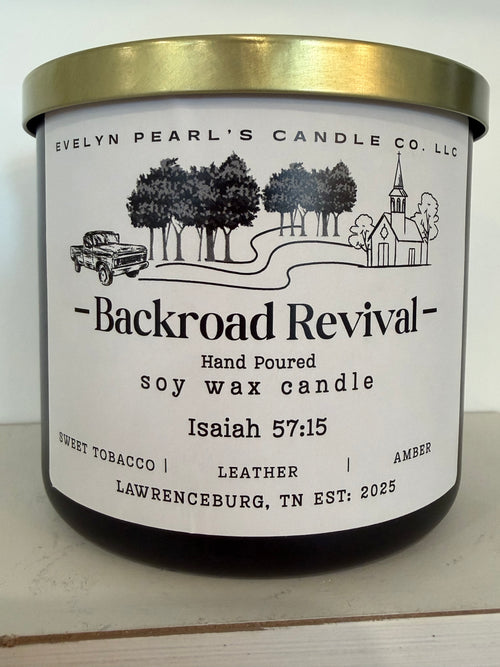 EVELYN PEARL'S CANDLE CO. LLC
-Backroad Revival-
Hand Poured
soy wax candle
Isaiah 57:15
SWEET TOBACCO | LEATHER | AMBER
LAWRENCEBURG, TN EST: 2025